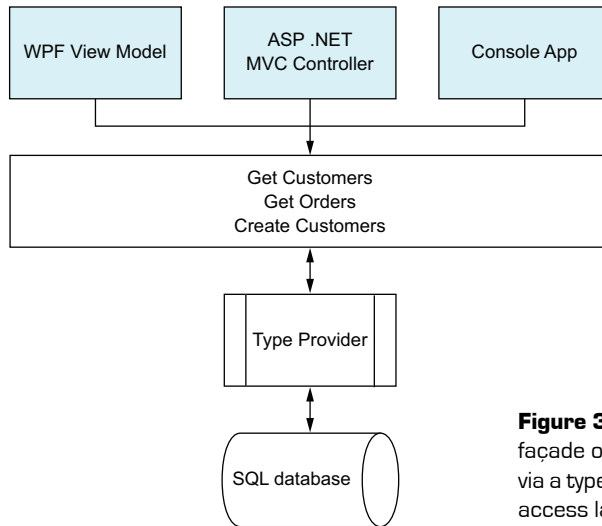 WPF View Model
ASP .NET
MVC Controller
Console App
Get Customers
Get Orders
Create Customers
Type Provider
SQL database
Figure 3
façade o
via a type
access la